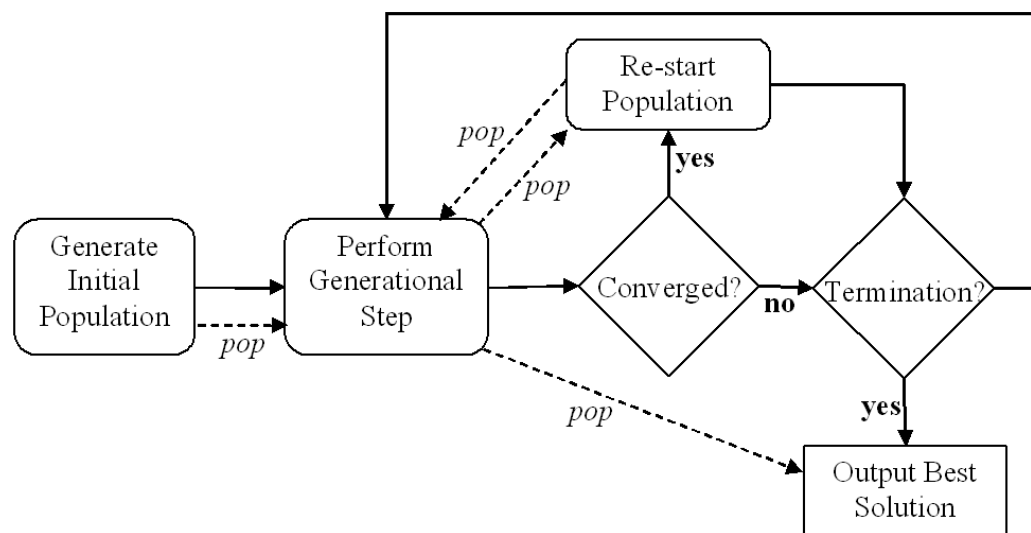 Re-start
Population
pop
yes
pop
Generate
Initial
Population
Perform
Generational
Step
Converged?
no
Termination?
pop
pop
yes
Output Best
Solution